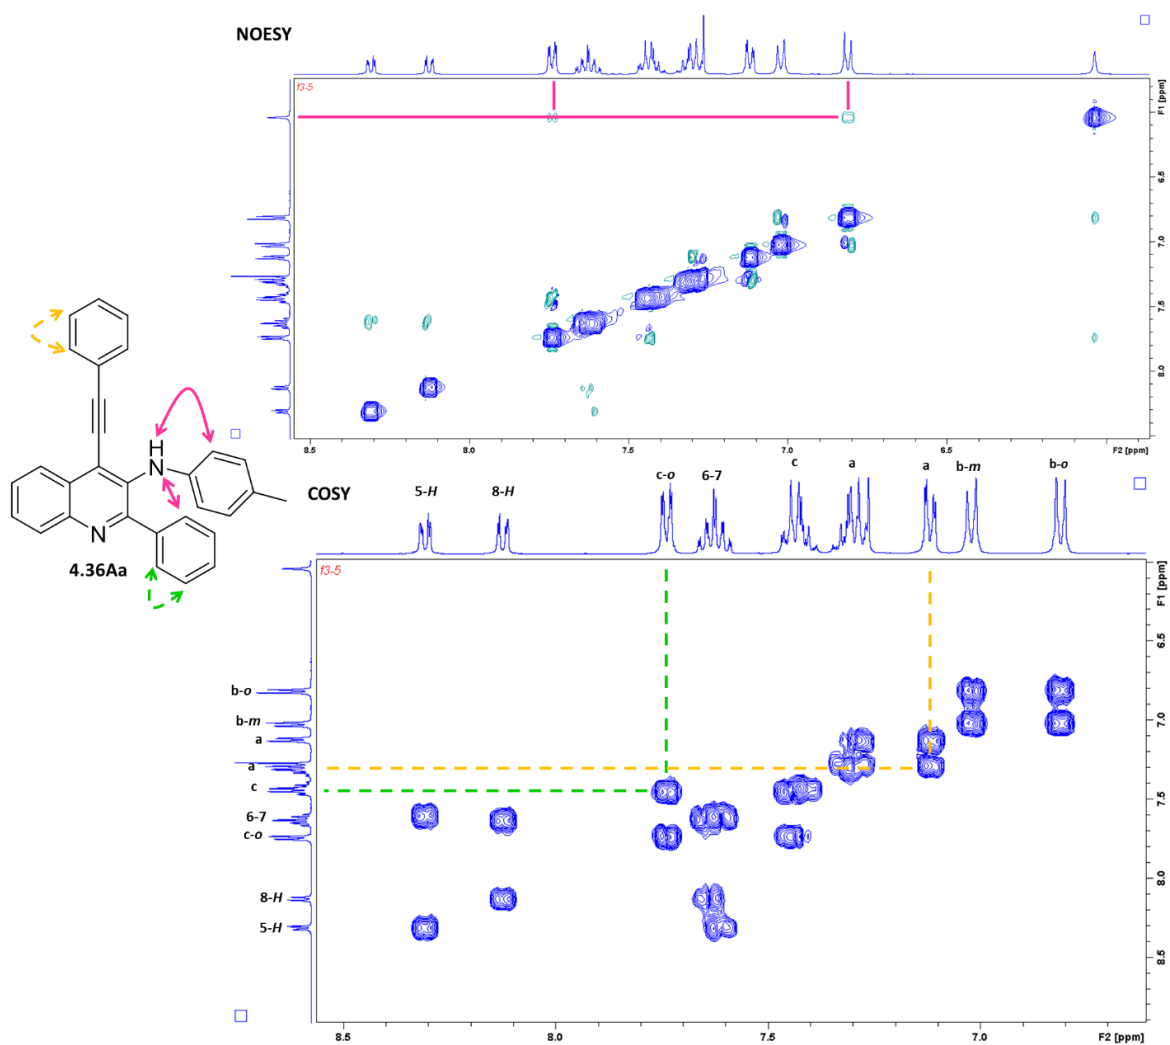 NOESY
f3-5
F1 [ppm]
6.5
7.0
7.5
8.0
8.5
8.0
7.5
7.0
6.5
F2 [ppm]
H
N
N
4.36Aa
COSY
5-H
8-H
c-o
6-7
c
a
a
b-m
b-o
f3-5
F1 [ppm]
6.5
7.0
7.5
8.0
8.5
b-o
b-m
a
a
c
6-7
c-o
8-H
5-H
8.5
8.0
7.5
7.0
F2 [ppm]